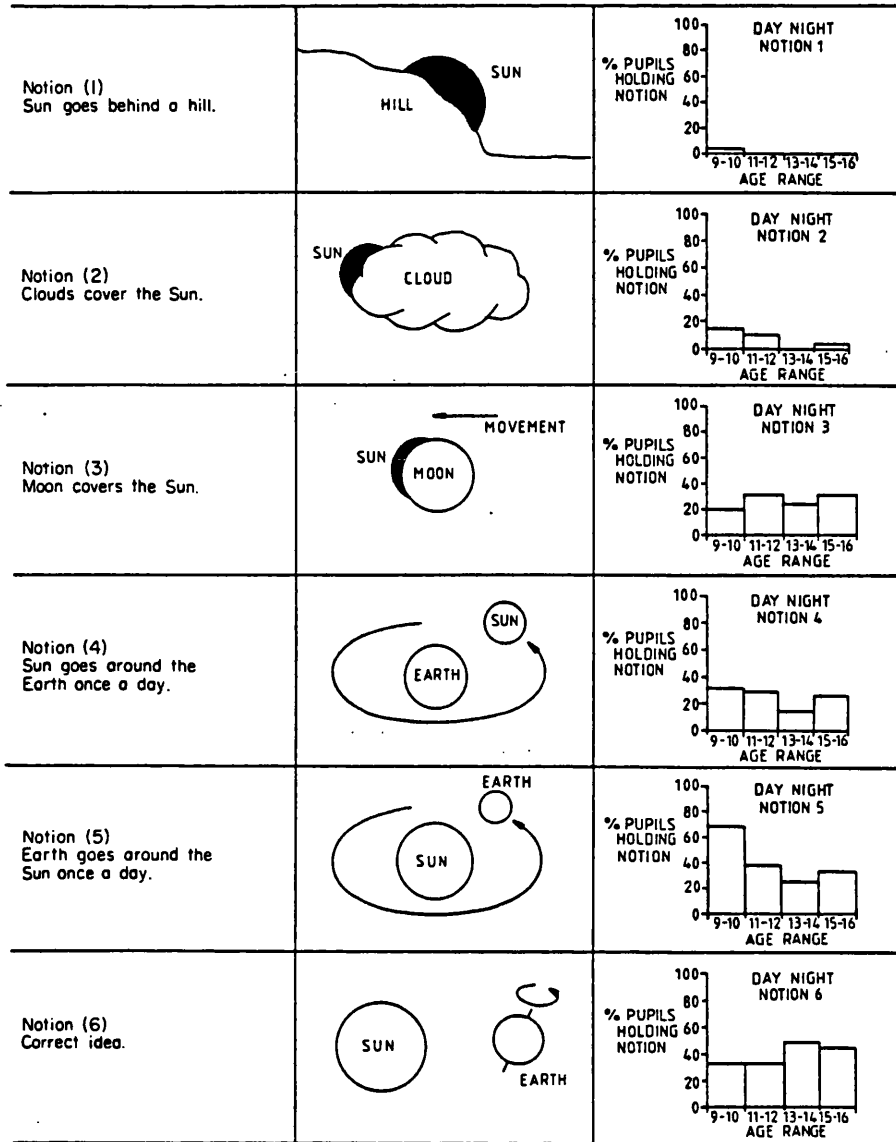 Notion (1)
Sun goes behind a hill.
SUN
HILL
DAY NIGHT
NOTION 1
% PUPILS
HOLDING
NOTION
100
80
60
40
20
0
9-10 11-12 13-14 15-16
AGE RANGE
Notion (2)
Clouds cover the Sun.
SUN
CLOUD
DAY NIGHT
NOTION 2
% PUPILS
HOLDING
NOTION
100
80
60
40
20
0
9-10 11-12 13-14 15-16
AGE RANGE
Notion (3)
Moon covers the Sun.
MOVEMENT
SUN
MOON
DAY NIGHT
NOTION 3
% PUPILS
HOLDING
NOTION
100
80
60
40
20
0
9-10 11-12 13-14 15-16
AGE RANGE
Notion (4)
Sun goes around the
Earth once a day.
SUN
EARTH
DAY NIGHT
NOTION 4
% PUPILS
HOLDING
NOTION
100
80
60
40
20
0
9-10 11-12 13-14 15-16
AGE RANGE
Notion (5)
Earth goes around the
Sun once a day.
EARTH
SUN
DAY NIGHT
NOTION 5
% PUPILS
HOLDING
NOTION
100
80
60
40
20
0
9-10 11-12 13-14 15-16
AGE RANGE
Notion (6)
Correct idea.
SUN
EARTH
DAY NIGHT
NOTION 6
% PUPILS
HOLDING
NOTION
100
80
60
40
20
0
9-10 11-12 13-14 15-16
AGE RANGE